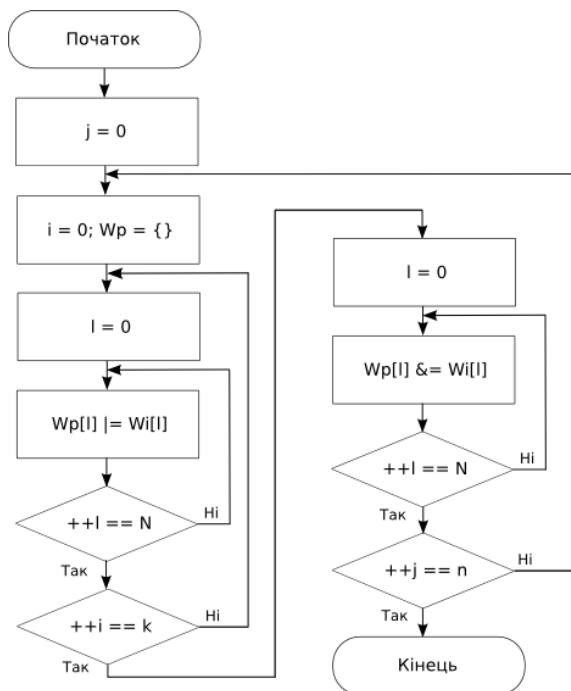 Початок
j = 0
i = 0; Wp = {}
l = 0
Wp[l] |= Wi[l]
++l == N
Ні
Так
++i == k
Ні
Так
l = 0
Wp[l] &= Wi[l]
++l == N
Ні
Так
++j == n
Ні
Так
Кінець